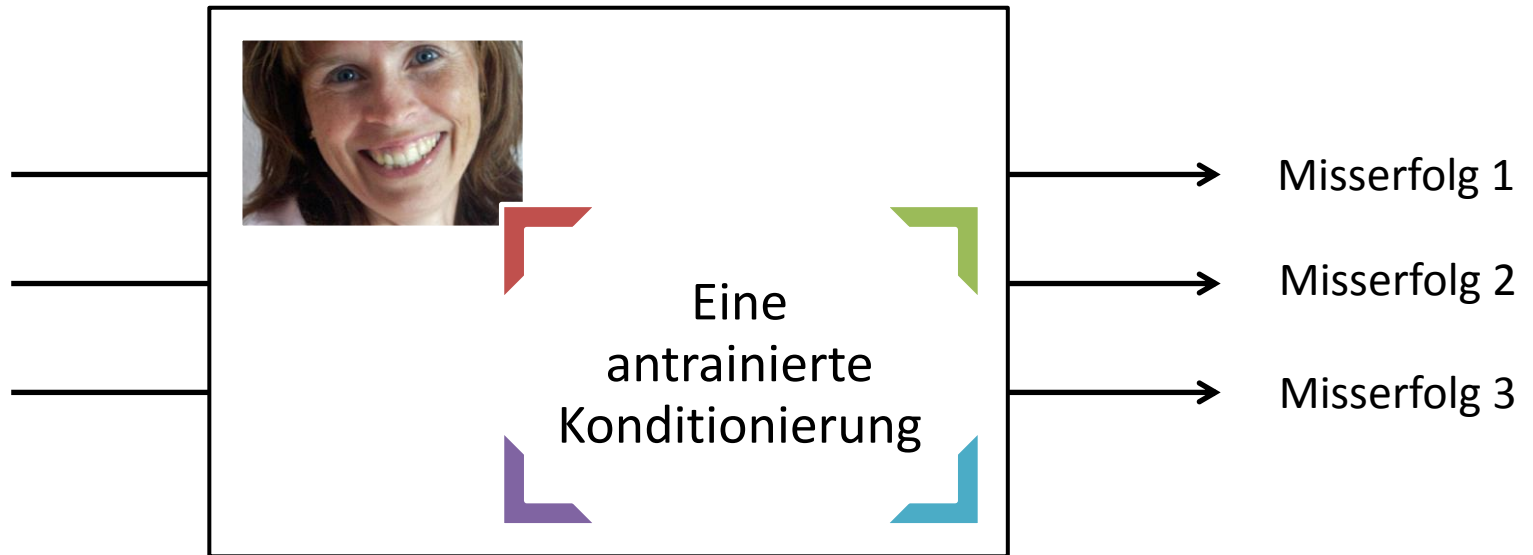 Eine
antrainierte
Konditionierung
Misserfolg 1
Misserfolg 2
Misserfolg 3